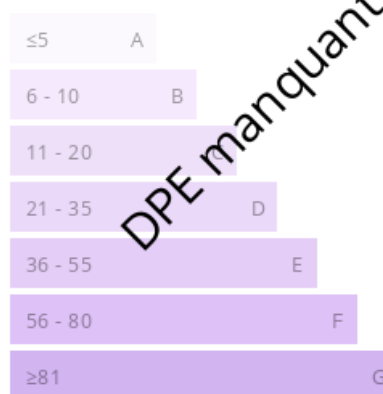 ≤5 A
6 - 10 B
11 - 20 C
21 - 35 D
36 - 55 E
56 - 80 F
≥81 G
DPE manquant